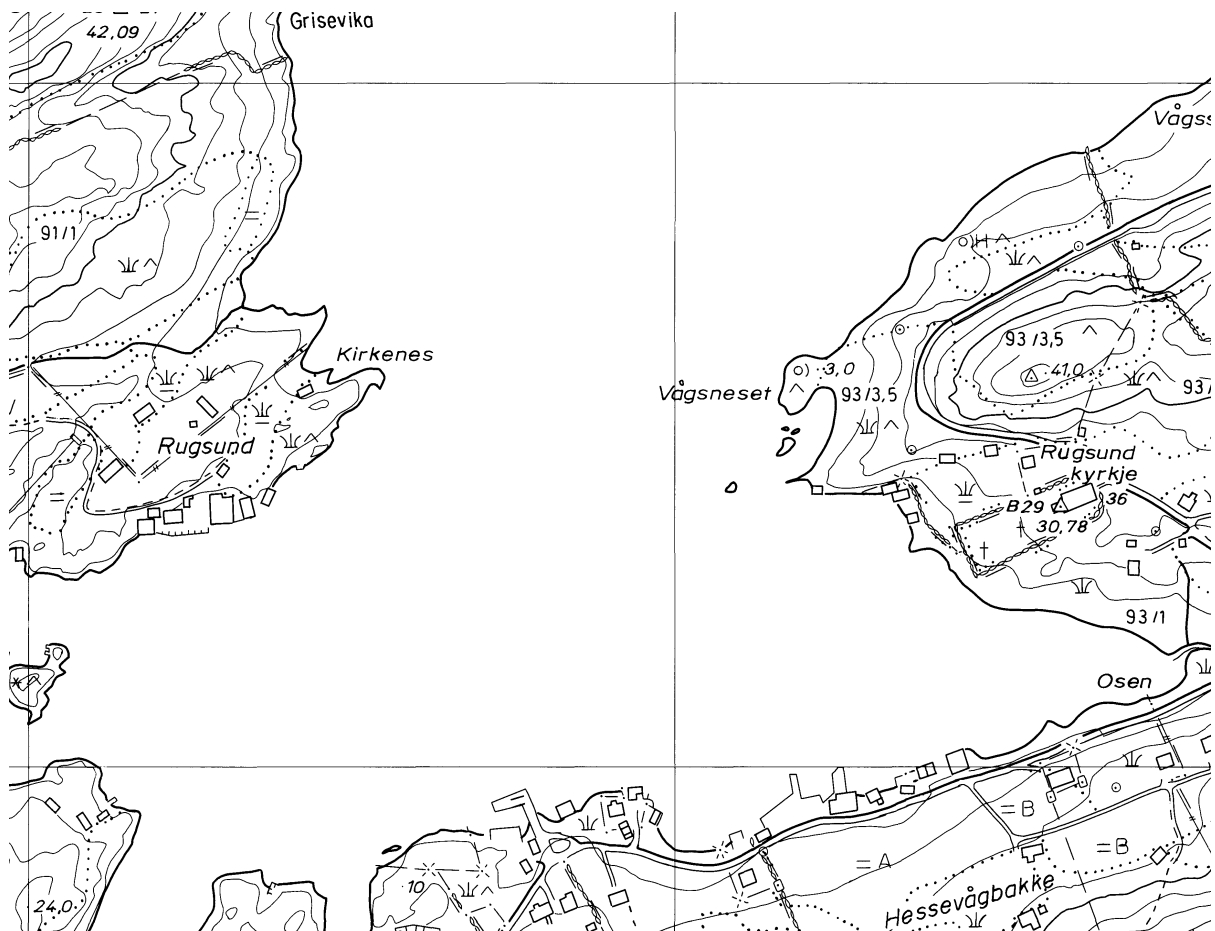 Grisevika
42,09
Vågss
91/1
93/3,5
Kirkenes
3,0
41,0
Vågsneset
93/3,5
93/
Rugsund
Rugsund
kyrkje
B29
36
30,78
93/1
Osen
=B
=A
=B
10
24,0
Hessevågbakke